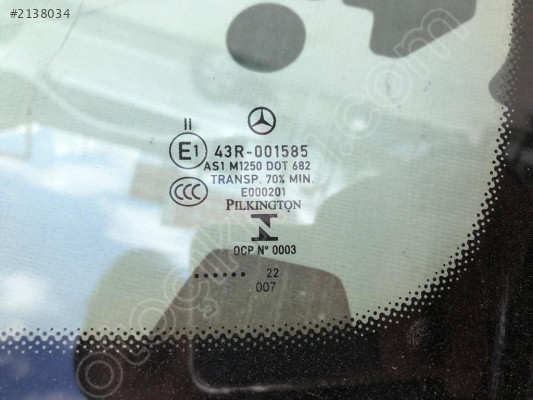 #2138034
II
E1 43R-001585
AS1 M1250 DOT 682
TRANSP. 70% MIN.
CCC E000201
PILKINGTON
N
OCP Nº 0003
...... 22
007